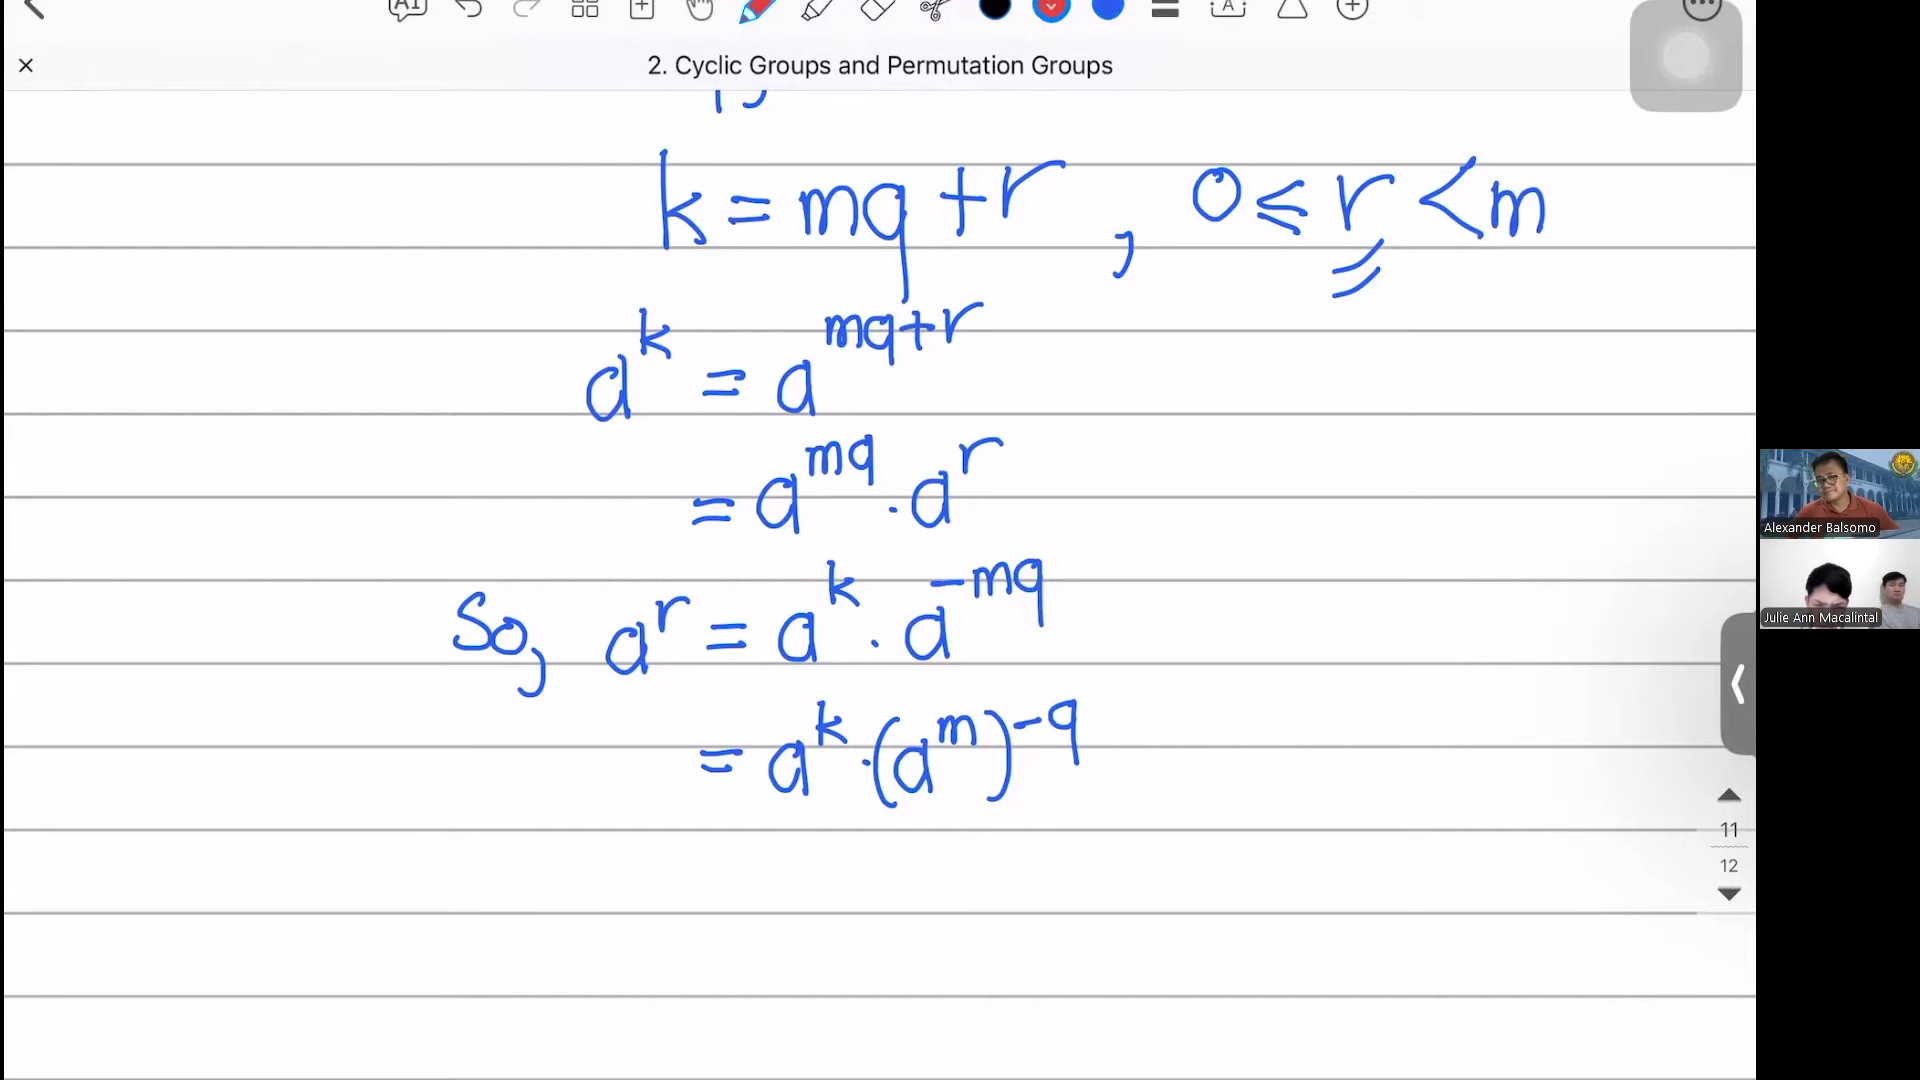 2. Cyclic Groups and Permutation Groups
k = mq + r , 0 ≤ r < m
a^k = a^{mq+r}
= a^{mq} · a^r
So, a^r = a^k · a^{-mq}
= a^k · (a^m)^{-q}
11
12
Alexander Balsomo
Julie Ann Macalintal